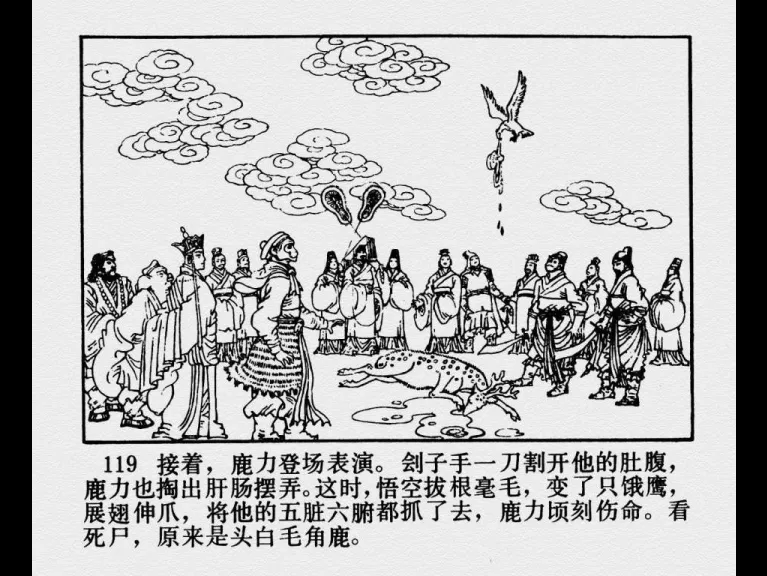 119 接着，鹿力登场表演。刽子手一刀割开他的肚腹，
鹿力也掏出肝肠摆弄。这时，悟空拔根毫毛，变了只饿鹰，
展翅伸爪，将他的五脏六腑都抓了去，鹿力顷刻伤命。看
死尸，原来是头白毛角鹿。